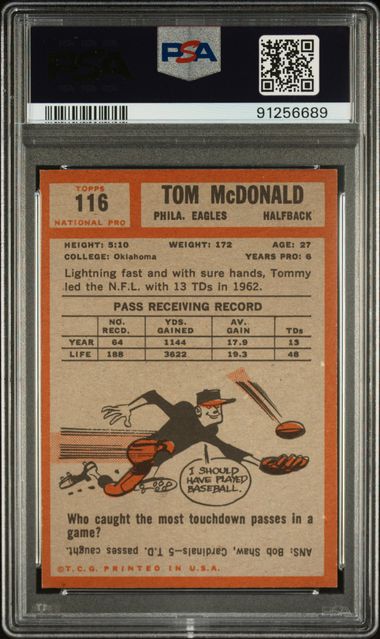 PSA
91256689
TOPPS
116
NATIONAL PRO
TOM McDONALD
PHILA. EAGLES HALFBACK
HEIGHT: 5:10 WEIGHT: 172 AGE: 27
COLLEGE: Oklahoma YEARS PRO: 6
Lightning fast and with sure hands, Tommy
led the N.F.L. with 13 TDs in 1962.
PASS RECEIVING RECORD
NO. YDS. AV.
RECD. GAINED GAIN TDs
YEAR 64 1144 17.9 13
LIFE 188 3622 19.3 48
I SHOULD
HAVE PLAYED
BASEBALL.
Who caught the most touchdown passes in a
game?
ANS: Bob Shaw, Cardinals—5 T.D. passes caught.
©T.C.G. PRINTED IN U.S.A.